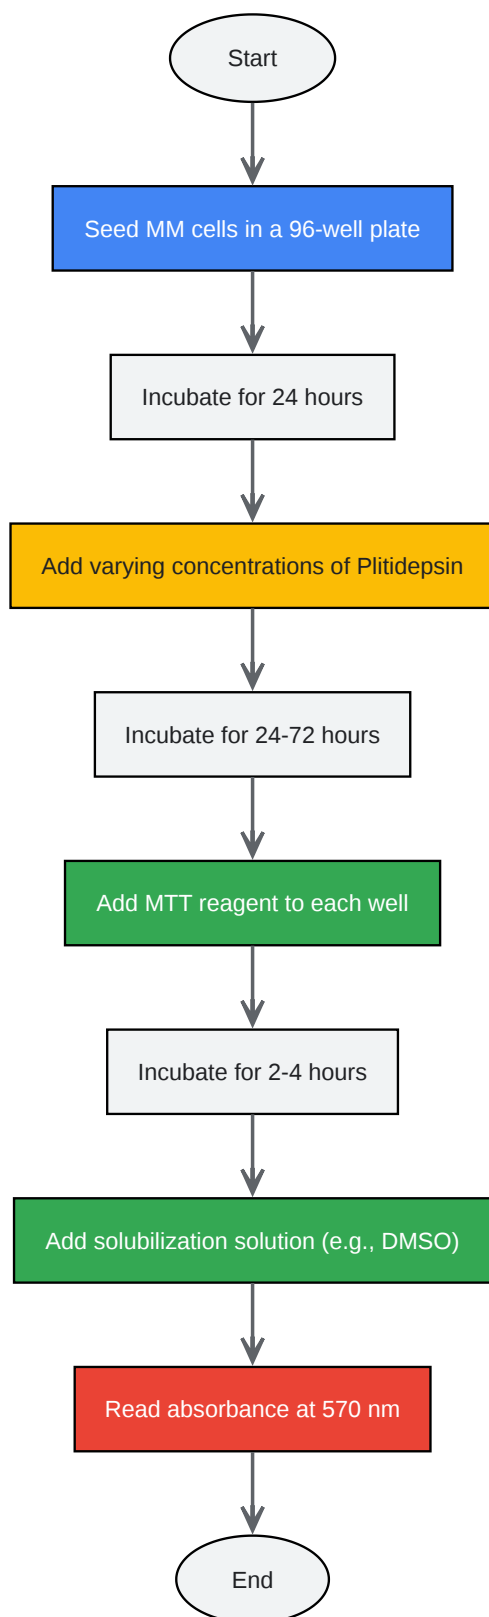 Start
Seed MM cells in a 96-well plate
Incubate for 24 hours
Add varying concentrations of Plitidepsin
Incubate for 24-72 hours
Add MTT reagent to each well
Incubate for 2-4 hours
Add solubilization solution (e.g., DMSO)
Read absorbance at 570 nm
End